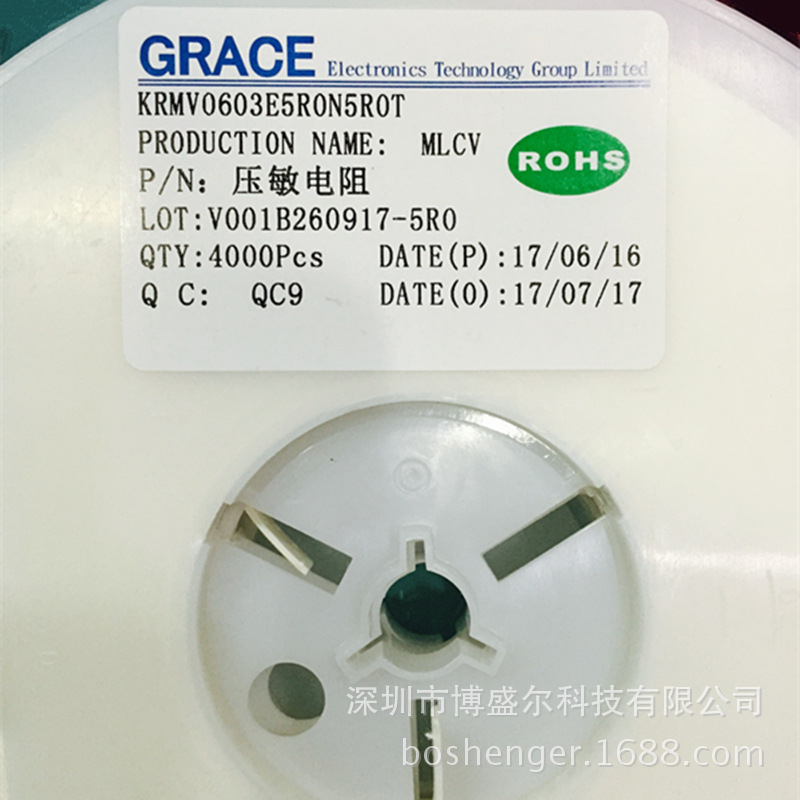 GRACE Electronics Technology Group Limited
KRMV0603E5R0N5R0T
PRODUCTION NAME: MLCV
ROHS
P/N: 压敏电阻
LOT:V001B260917-5R0
QTY:4000Pcs DATE(P):17/06/16
Q C: QC9 DATE(O):17/07/17
深圳市博盛尔科技有限公司
boshenger.1688.com